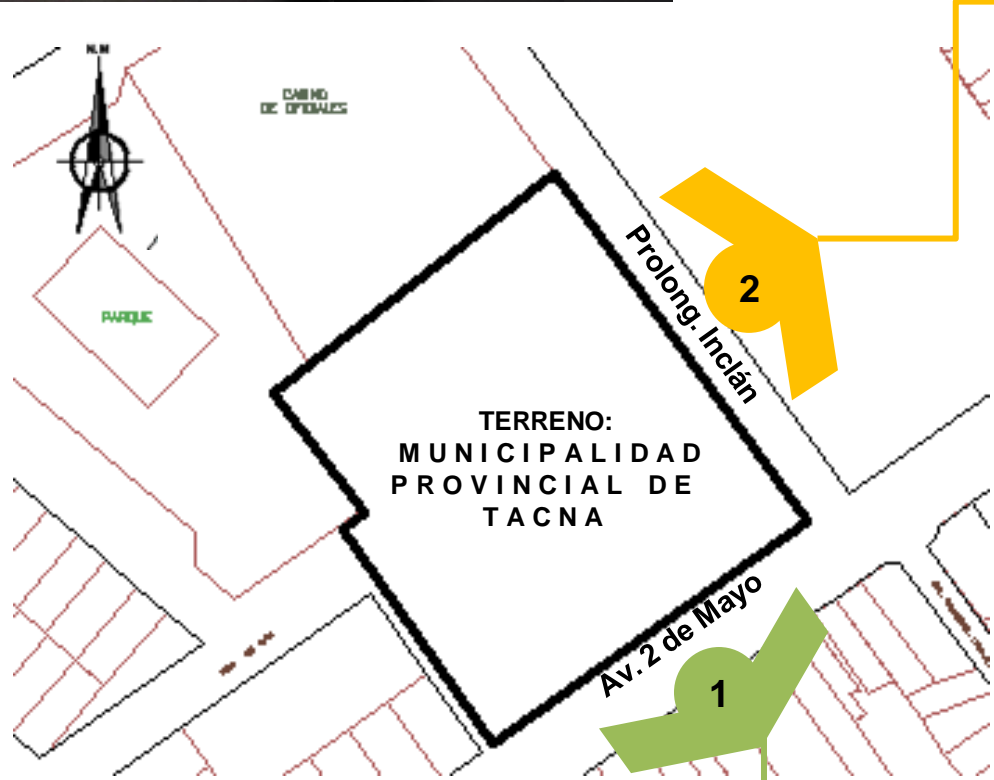 N.M
CASINO
DE OFICIALES
PARQUE
Prolong. Inclán
2
TERRENO:
MUNICIPALIDAD
PROVINCIAL DE
TACNA
Av. 2 de Mayo
1